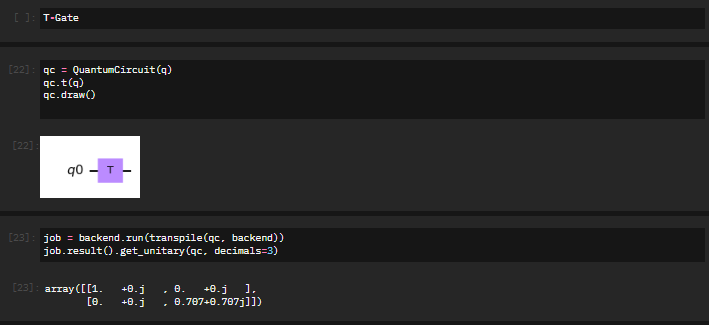 [ ]: T-Gate
[22]: qc = QuantumCircuit(q)
qc.t(q)
qc.draw()
[22]:
q0 T
[23]: job = backend.run(transpile(qc, backend))
job.result().get_unitary(qc, decimals=3)
[23]: array([[1.   +0.j   , 0.   +0.j   ],
       [0.   +0.j   , 0.707+0.707j]])